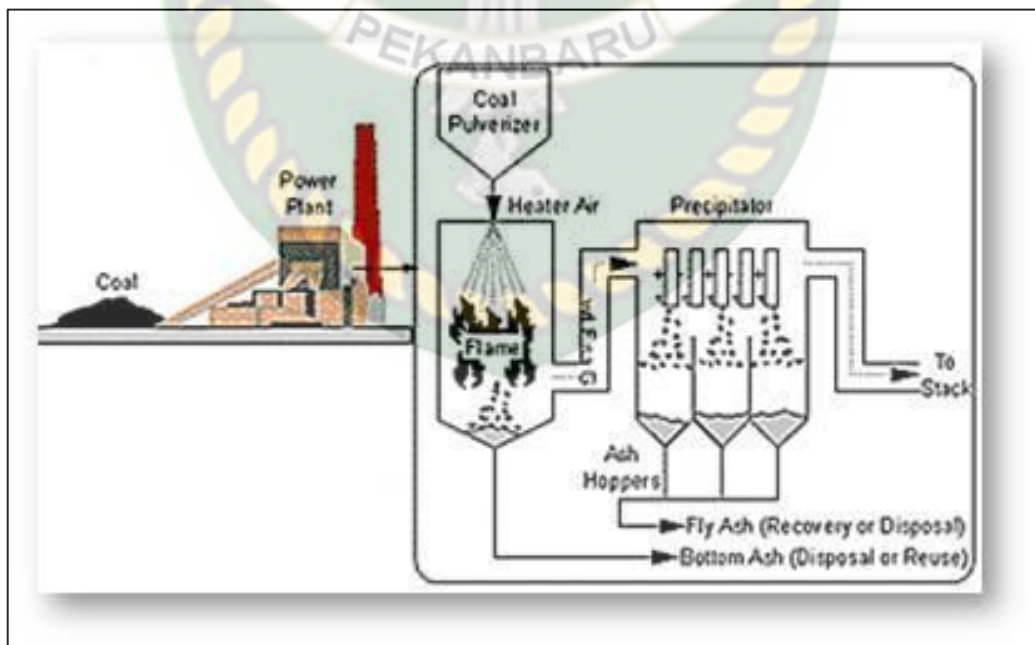 PEKANBARU
Coal
Pulverizer
Power
Plant
Heater Air
Precipitator
Coal
Flame
To
Stack
Ash
Hoppers
Fly Ash (Recovery or Disposal)
Bottom Ash (Disposal or Reuse)